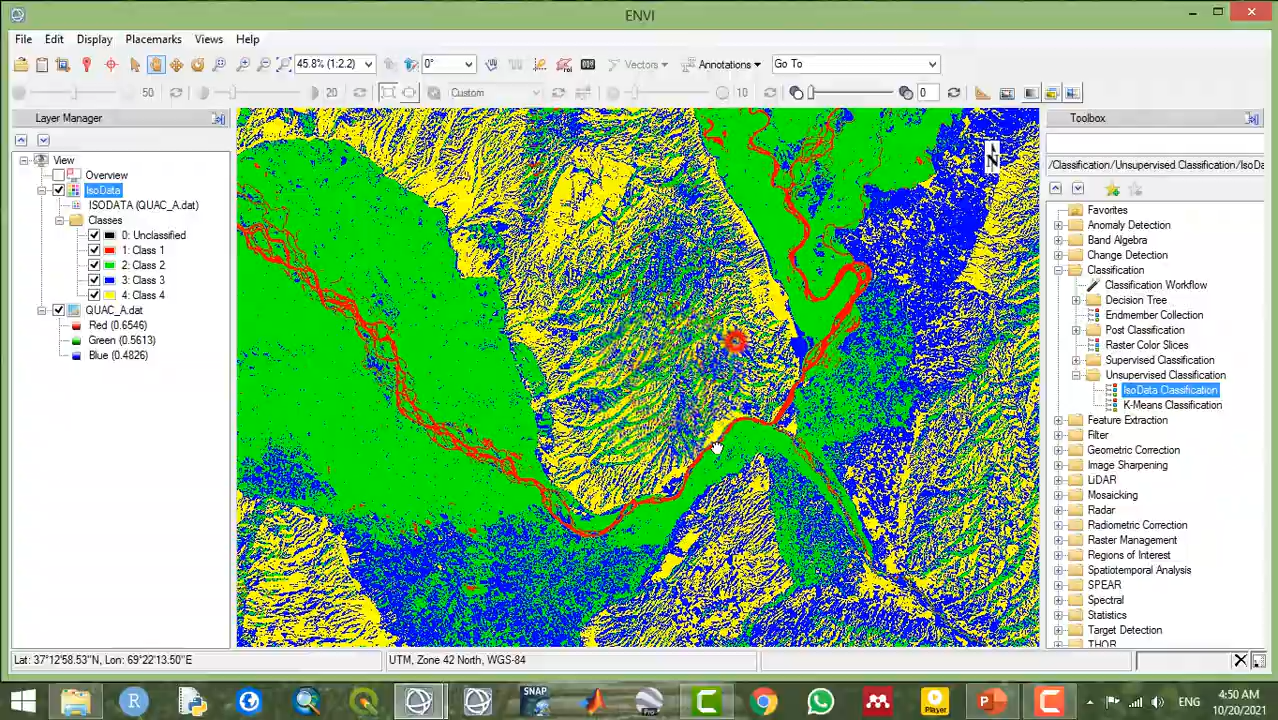 ENVI
File Edit Display Placemarks Views Help
45.8% (1:2.2) 0° Vectors Annotations Go To
50 20 Custom 10 0
Layer Manager
View
Overview
IsoData
ISODATA (QUAC_A.dat)
Classes
0: Unclassified
1: Class 1
2: Class 2
3: Class 3
4: Class 4
QUAC_A.dat
Red (0.6546)
Green (0.5613)
Blue (0.4826)
N
Toolbox
/Classification/Unsupervised Classification/IsoDa
Favorites
Anomaly Detection
Band Algebra
Change Detection
Classification
Classification Workflow
Decision Tree
Endmember Collection
Post Classification
Raster Color Slices
Supervised Classification
Unsupervised Classification
IsoData Classification
K-Means Classification
Feature Extraction
Filter
Geometric Correction
Image Sharpening
LiDAR
Mosaicking
Radar
Radiometric Correction
Raster Management
Regions of Interest
Spatiotemporal Analysis
SPEAR
Spectral
Statistics
Target Detection
THOR
Lat: 37°12'58.53"N, Lon: 69°22'13.50"E UTM, Zone 42 North, WGS-84
R SNAP Pro C Player P C ENG 4:50 AM
10/20/2021